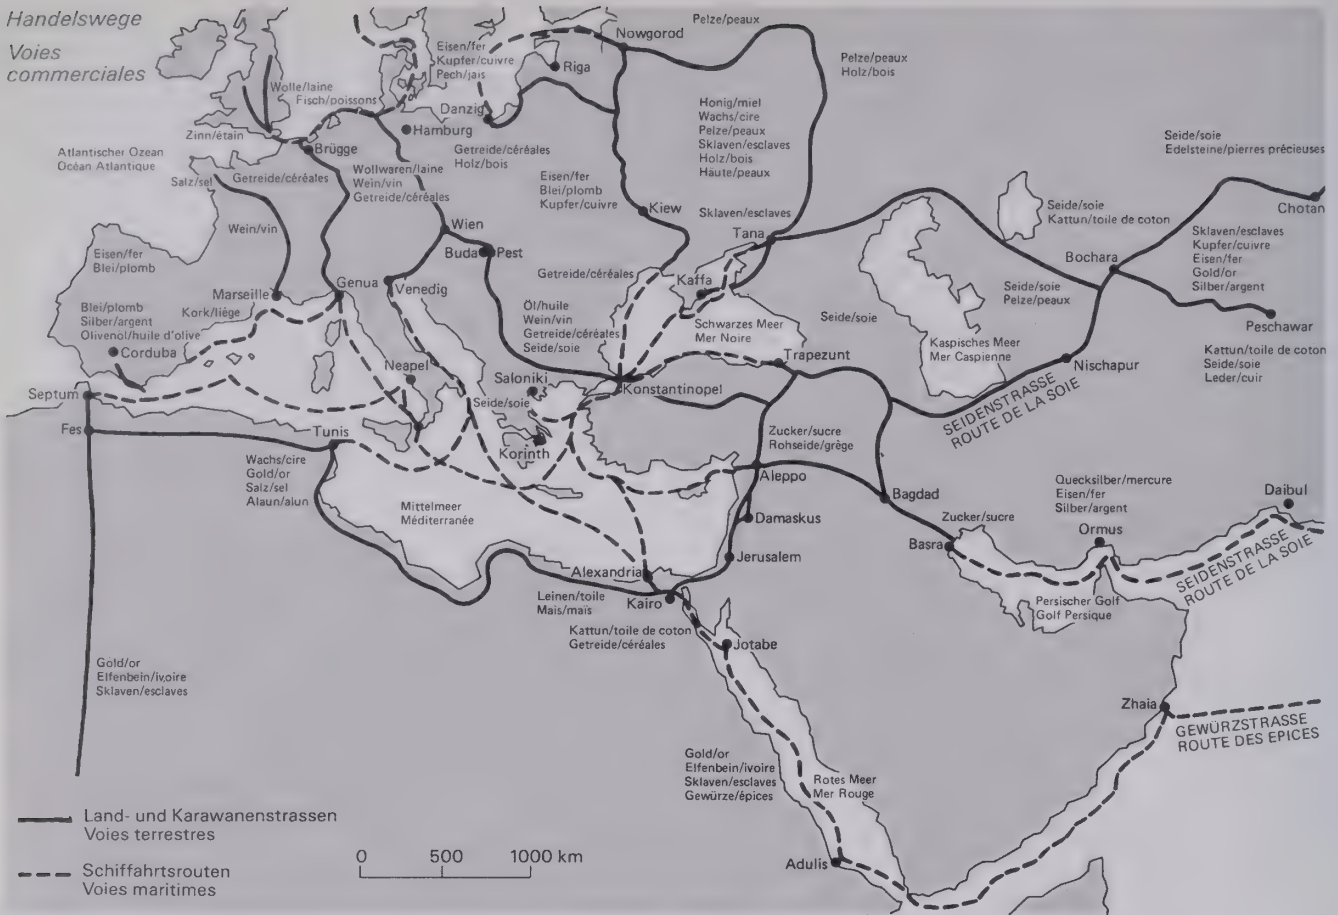 Handelswege
Voies
commerciales
Pelze/peaux
Nowgorod
Eisen/fer
Kupfer/cuivre
Pech/jais
Riga
Pelze/peaux
Holz/bois
Wolle/laine
Fisch/poissons
Danzig
Hamburg
Honig/miel
Wachs/cire
Pelze/peaux
Sklaven/esclaves
Holz/bois
Häute/peaux
Zinn/étain
Brügge
Atlantischer Ozean
Océan Atlantique
Getreide/céréales
Holz/bois
Seide/soie
Edelsteine/pierres précieuses
Salz/sel
Getreide/céréales
Wollwaren/laine
Wein/vin
Getreide/céréales
Eisen/fer
Blei/plomb
Kupfer/cuivre
Kiew
Sklaven/esclaves
Tana
Seide/soie
Kattun/toile de coton
Chotan
Wein/vin
Wien
Buda
Pest
Sklaven/esclaves
Kupfer/cuivre
Eisen/fer
Gold/or
Silber/argent
Bochara
Eisen/fer
Blei/plomb
Getreide/céréales
Kaffa
Marseille
Genua
Venedig
Seide/soie
Pelze/peaux
Blei/plomb
Silber/argent
Olivenöl/huile d'olive
Kork/liège
Öl/huile
Wein/vin
Getreide/céréales
Seide/soie
Schwarzes Meer
Mer Noire
Seide/soie
Kaspisches Meer
Mer Caspienne
Peschawar
Corduba
Neapel
Saloniki
Trapezunt
Nischapur
Kattun/toile de coton
Seide/soie
Leder/cuir
Septum
Seide/soie
Konstantinopel
SEIDENSTRASSE
ROUTE DE LA SOIE
Fes
Tunis
Korinth
Zucker/sucre
Rohseide/grège
Wachs/cire
Gold/or
Salz/sel
Alaun/alun
Aleppo
Bagdad
Quecksilber/mercure
Eisen/fer
Silber/argent
Daibul
Mittelmeer
Méditerranée
Damaskus
Zucker/sucre
Ormus
Basra
Jerusalem
SEIDENSTRASSE
ROUTE DE LA SOIE
Alexandria
Kairo
Leinen/toile
Mais/maïs
Persischer Golf
Golf Persique
Kattun/toile de coton
Getreide/céréales
Jotabe
Gold/or
Elfenbein/ivoire
Sklaven/esclaves
Zhaia
GEWÜRZSTRASSE
ROUTE DES EPICES
Gold/or
Elfenbein/ivoire
Sklaven/esclaves
Gewürze/épices
Rotes Meer
Mer Rouge
Adulis
Land- und Karawanenstrassen
Voies terrestres
Schiffahrtsrouten
Voies maritimes
0 500 1000 km